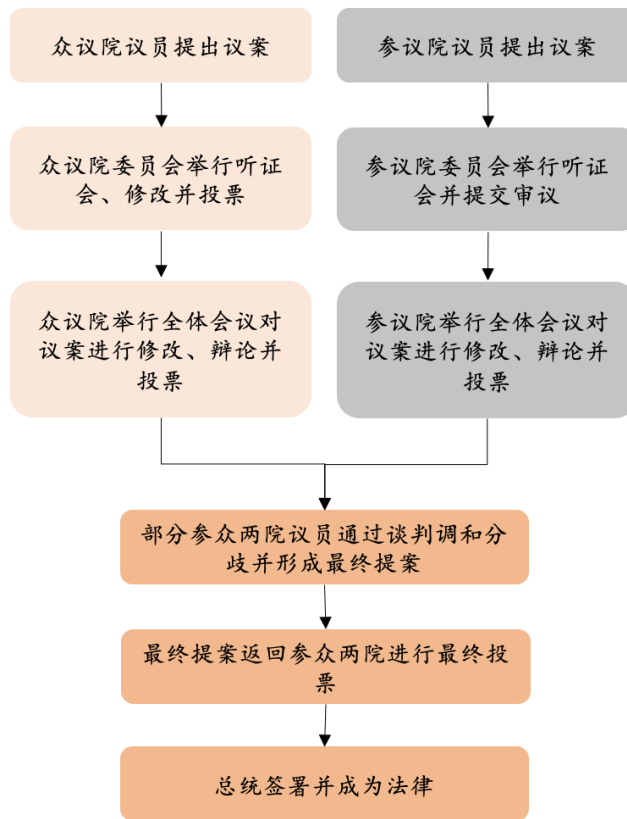 众议院议员提出议案
参议院议员提出议案
众议院委员会举行听证
会、修改并投票
参议院委员会举行听证
会并提交审议
众议院举行全体会议对
议案进行修改、辩论并
投票
参议院举行全体会议对
议案进行修改、辩论并
投票
部分参众两院议员通过谈判调和分
歧并形成最终提案
最终提案返回参众两院进行最终投
票
总统签署并成为法律